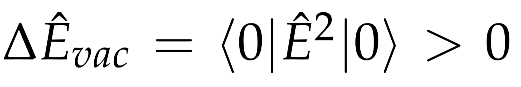 ΔÊ_vac = ⟨0|Ê²|0⟩ > 0